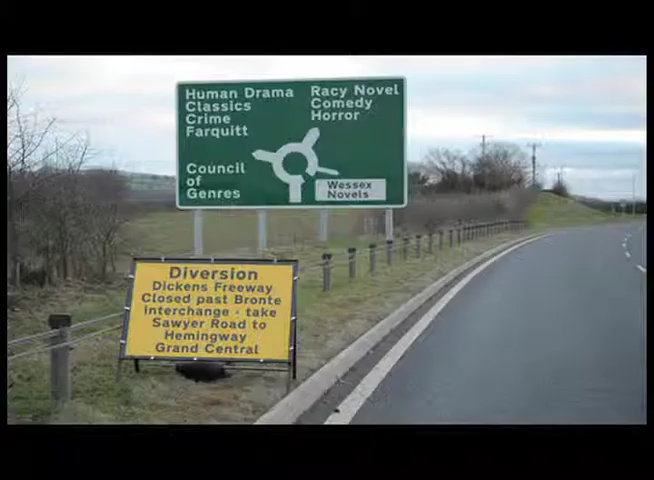 Human Drama
Classics
Crime
Farquitt
Racy Novel
Comedy
Horror
Council
of
Genres
Wessex
Novels
Diversion
Dickens Freeway
Closed past Bronte
Interchange - take
Sawyer Road to
Hemingway
Grand Central